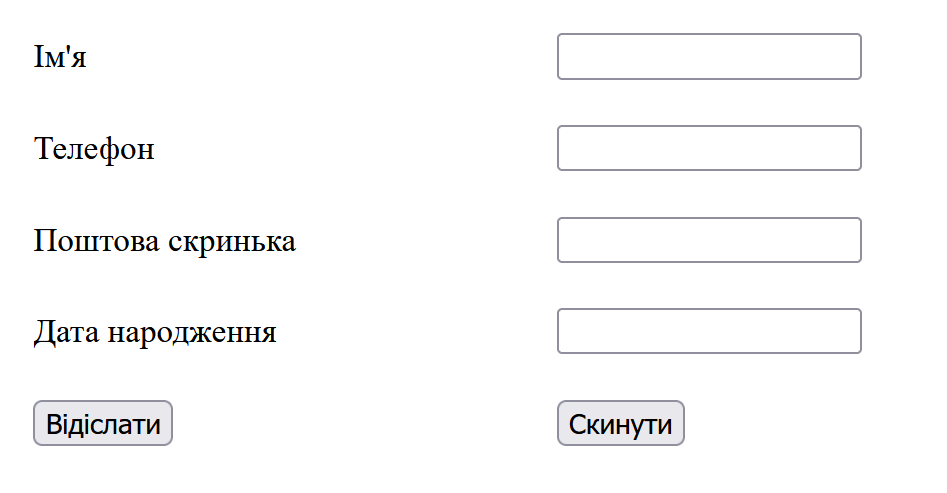 Ім'я
Телефон
Поштова скринька
Дата народження
Відіслати Скинути